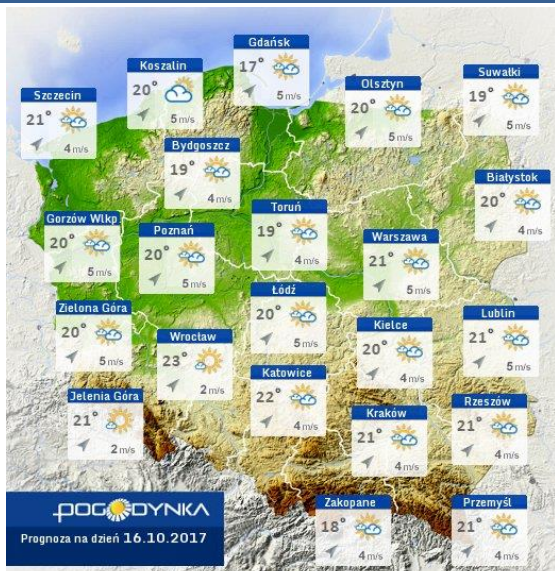 Gdańsk
17°
5 m/s
Koszalin
20°
5 m/s
Suwałki
19°
5 m/s
Olsztyn
20°
5 m/s
Szczecin
21°
4 m/s
Bydgoszcz
19°
4 m/s
Białystok
20°
4 m/s
Toruń
19°
4 m/s
Gorzów Wlkp
20°
5 m/s
Poznań
20°
5 m/s
Warszawa
21°
5 m/s
Łódź
20°
5 m/s
Zielona Góra
20°
5 m/s
Lublin
21°
5 m/s
Kielce
20°
4 m/s
Wrocław
23°
2 m/s
Katowice
22°
4 m/s
Jelenia Góra
21°
2 m/s
Rzeszów
21°
4 m/s
Kraków
21°
4 m/s
Zakopane
18°
4 m/s
Przemyśl
21°
4 m/s
POGODYNKA
Prognoza na dzień 16.10.2017